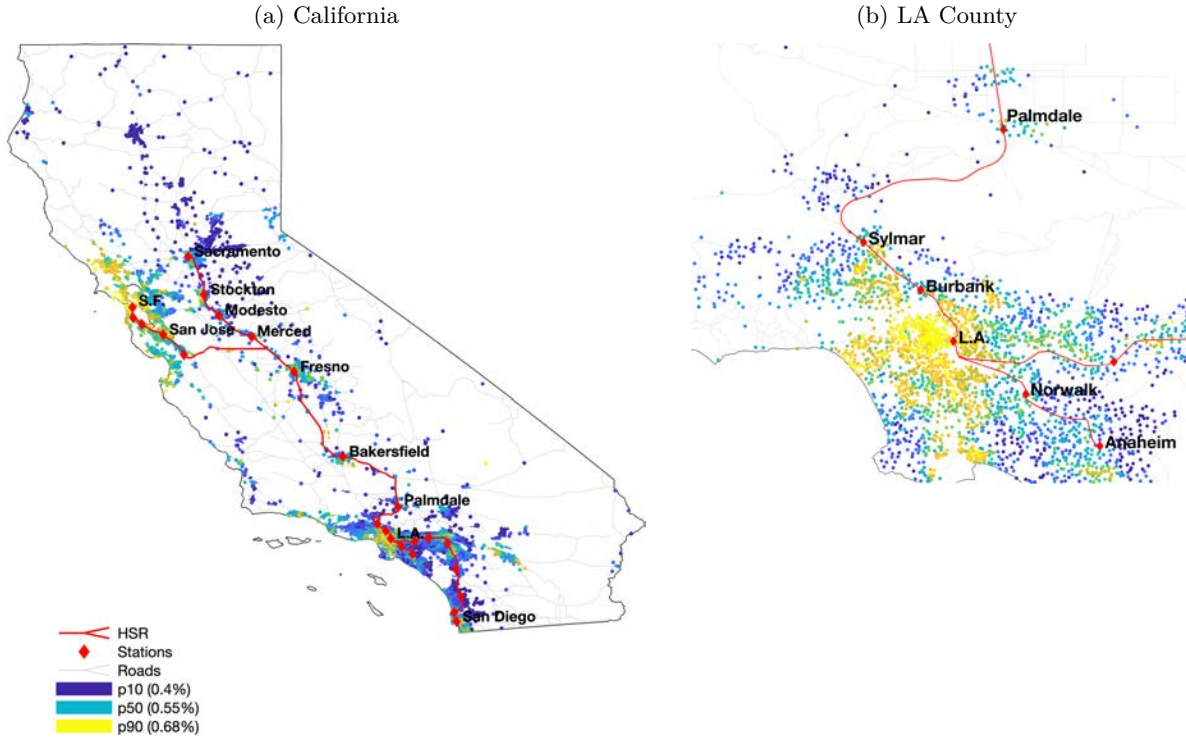 (a) California
Sacramento
Stockton
S.F.
Modesto
San Jose
Merced
Fresno
Bakersfield
Palmdale
L.A.
San Diego
HSR
Stations
Roads
p10 (0.4%)
p50 (0.55%)
p90 (0.68%)
(b) LA County
Palmdale
Sylmar
Burbank
L.A.
Norwalk
Anaheim